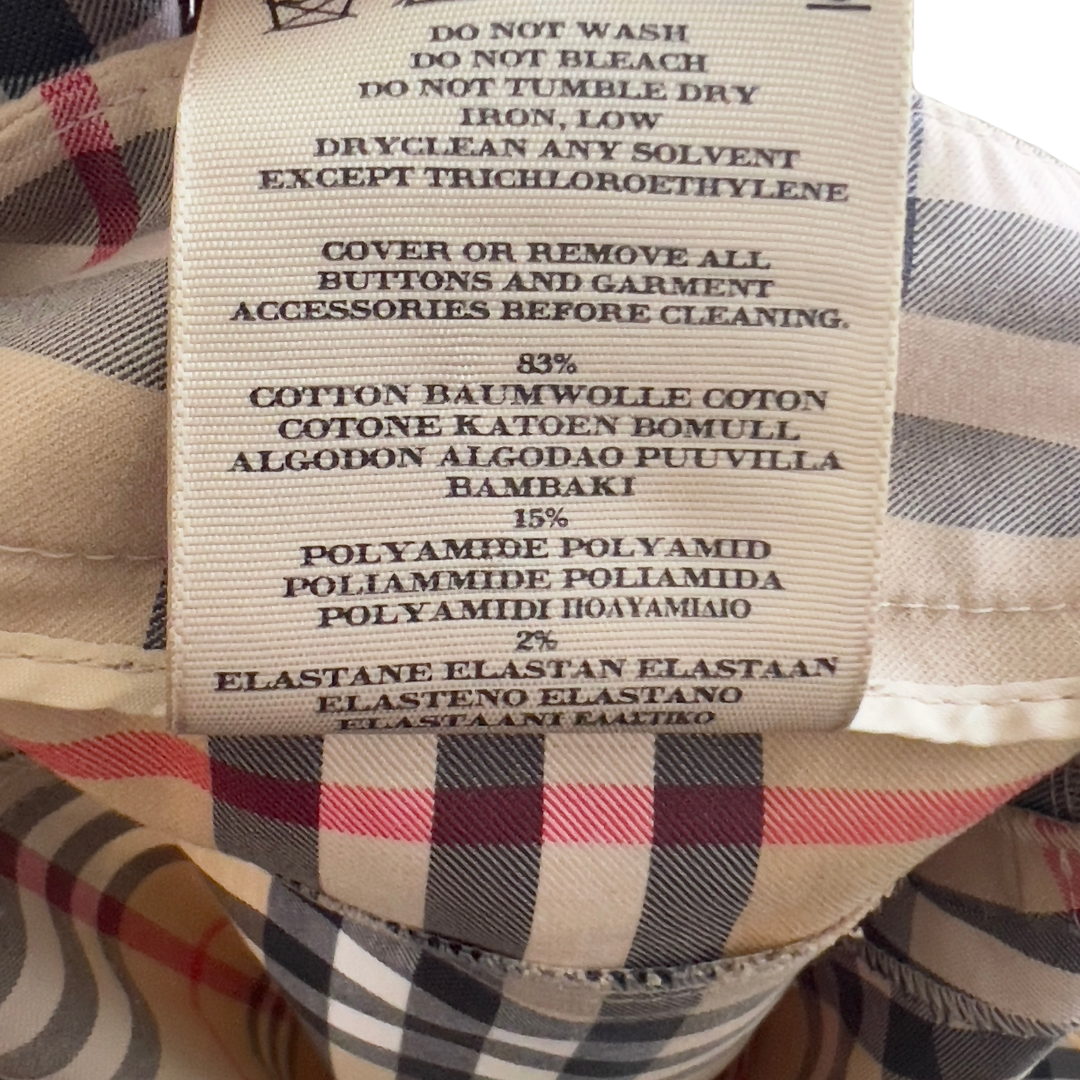 DO NOT WASH
DO NOT BLEACH
DO NOT TUMBLE DRY
IRON, LOW
DRYCLEAN ANY SOLVENT
EXCEPT TRICHLOROETHYLENE
COVER OR REMOVE ALL
BUTTONS AND GARMENT
ACCESSORIES BEFORE CLEANING.
83%
COTTON BAUMWOLLE COTON
COTONE KATOEN BOMULL
ALGODON ALGODAO PUUVILLA
BAMBAKI
15%
POLYAMIDE POLYAMID
POLIAMMIDE POLIAMIDA
POLYAMIDI ΠΟΛΥΑΜΙΔΙΟ
2%
ELASTANE ELASTAN ELASTAAN
ELASTENO ELASTANO
ELASTAANI ΕΛΑΣΤΙΚΟ